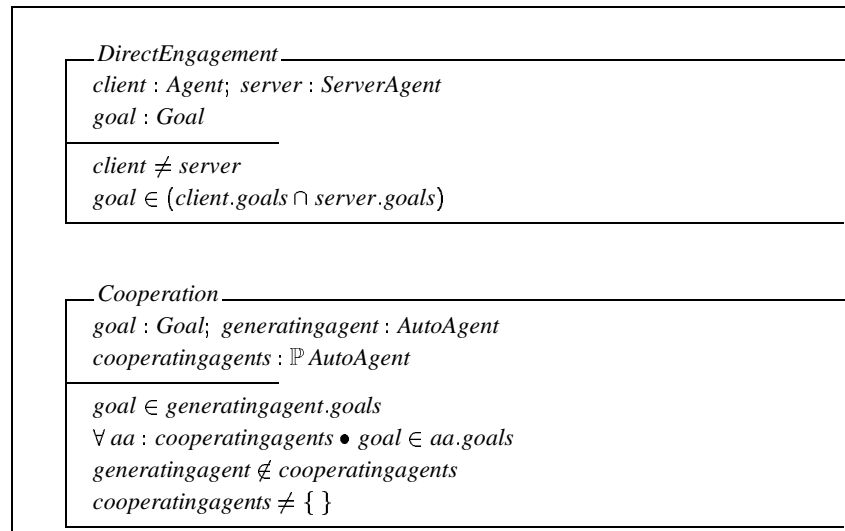 DirectEngagement
client : Agent; server : ServerAgent
goal : Goal
client ≠ server
goal ∈ (client.goals ∩ server.goals)
Cooperation
goal : Goal; generatingagent : AutoAgent
cooperatingagents : ℙ AutoAgent
goal ∈ generatingagent.goals
∀ aa : cooperatingagents • goal ∈ aa.goals
generatingagent ∉ cooperatingagents
cooperatingagents ≠ { }